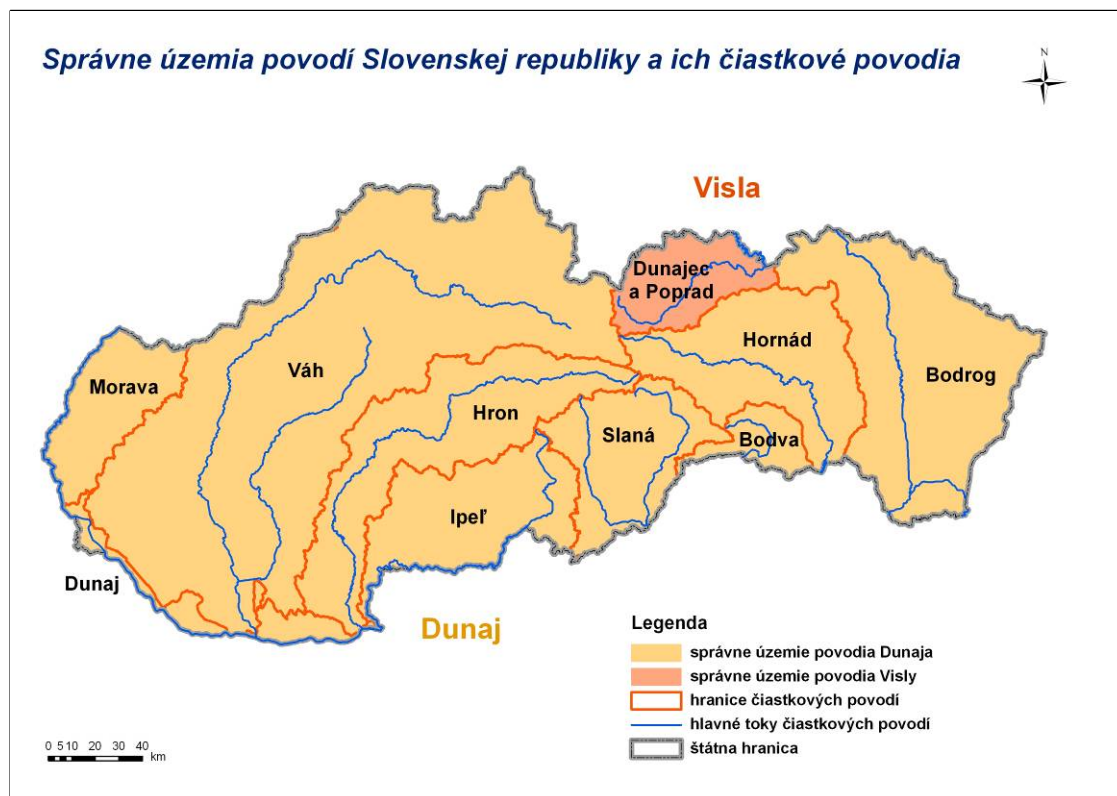 Správne územia povodí Slovenskej republiky a ich čiastkové povodia
N
Visla
Dunajec
a Poprad
Hornád
Bodrog
Morava
Váh
Hron
Slaná
Bodva
Ipeľ
Dunaj
Dunaj
Legenda
správne územie povodia Dunaja
správne územie povodia Visly
hranice čiastkových povodí
hlavné toky čiastkových povodí
štátna hranica
0 5 10 20 30 40
km